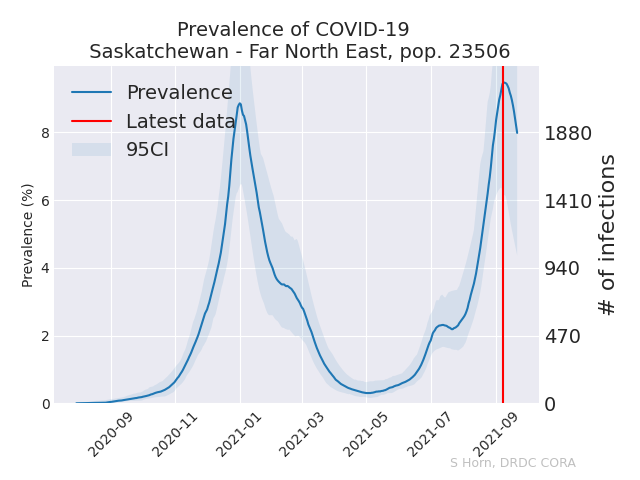 Prevalence of COVID-19
Saskatchewan - Far North East, pop. 23506
Prevalence
Latest data
95CI
Prevalence (%)
8
6
4
2
0
1880
1410
940
470
0
# of infections
2020-09
2020-11
2021-01
2021-03
2021-05
2021-07
2021-09
S Horn, DRDC CORA